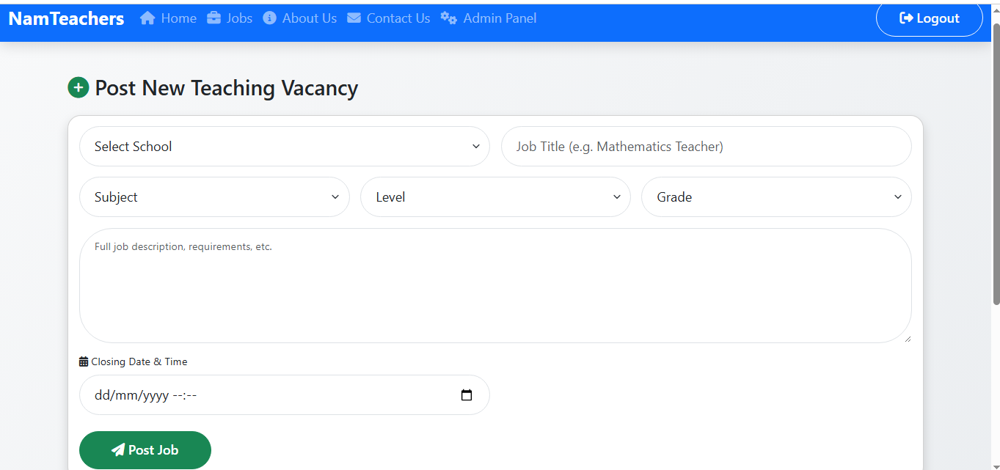 NamTeachers Home Jobs About Us Contact Us Admin Panel Logout
Post New Teaching Vacancy
Select School Job Title (e.g. Mathematics Teacher)
Subject Level Grade
Full job description, requirements, etc.
Closing Date & Time
dd/mm/yyyy --:--
Post Job